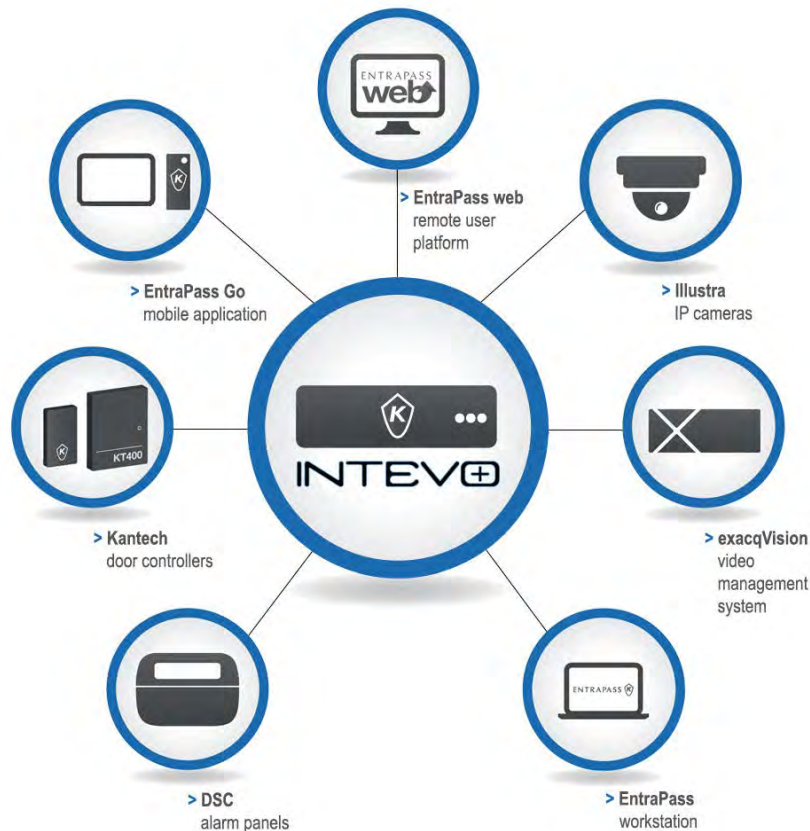 ENTRAPASS
web
> EntraPass web
remote user
platform
K
> EntraPass Go
mobile application
> Illustra
IP cameras
K
INTEVO+
K
KT400
> Kantech
door controllers
> exacqVision
video
management
system
> DSC
alarm panels
ENTRAPASS K
> EntraPass
workstation